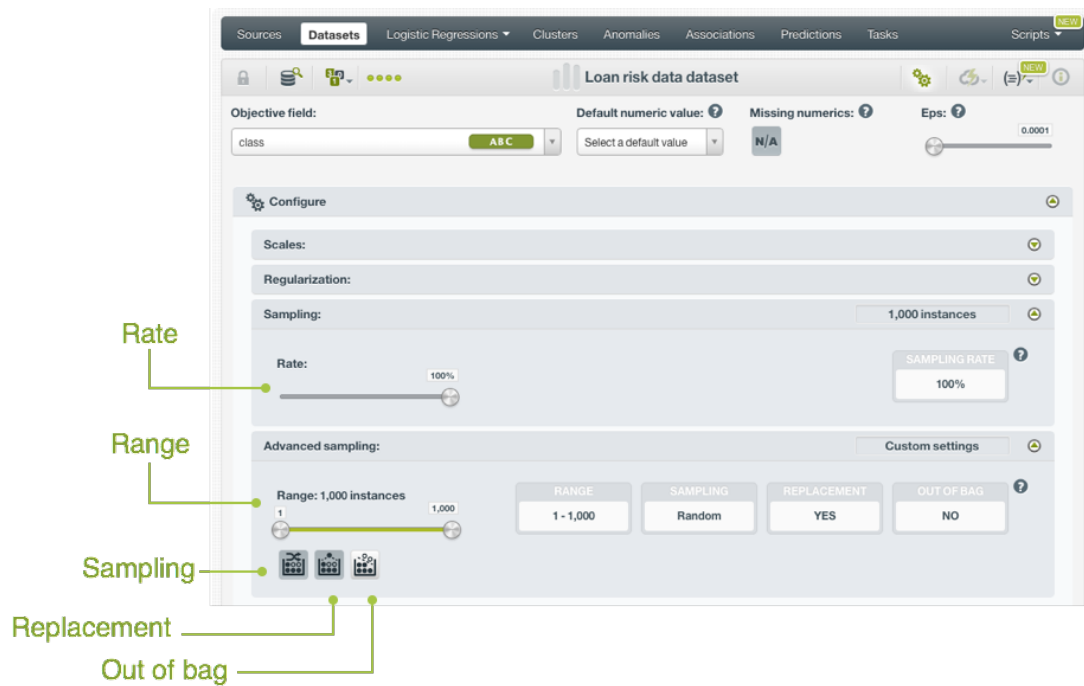 NEW
Sources Datasets Logistic Regressions Clusters Anomalies Associations Predictions Tasks Scripts
Loan risk data dataset
NEW
Objective field: Default numeric value: ? Missing numerics: ? Eps: ?
class ABC Select a default value N/A 0.0001
Configure
Scales:
Regularization:
Sampling: 1,000 instances
Rate
Rate: 100% SAMPLING RATE ?
100%
Range
Advanced sampling: Custom settings
Range: 1,000 instances RANGE SAMPLING REPLACEMENT OUT OF BAG ?
1 1,000 1 - 1,000 Random YES NO
Sampling
Replacement
Out of bag